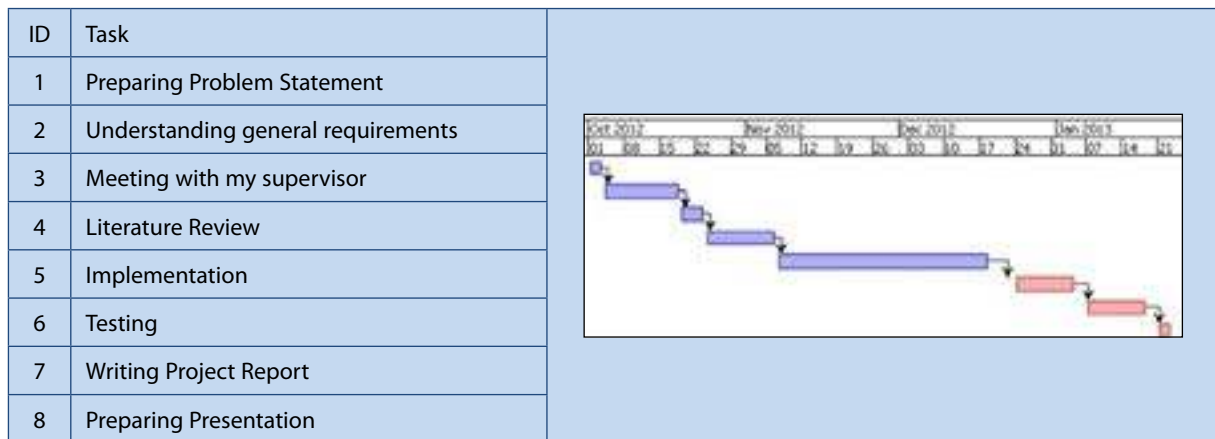 ID Task
1 Preparing Problem Statement
2 Understanding general requirements
3 Meeting with my supervisor
4 Literature Review
5 Implementation
6 Testing
7 Writing Project Report
8 Preparing Presentation
Oct 2012 Nov 2012 Dec 2012 Jan 2013
01 08 15 22 29 05 12 19 26 03 10 17 24 01 07 14 21